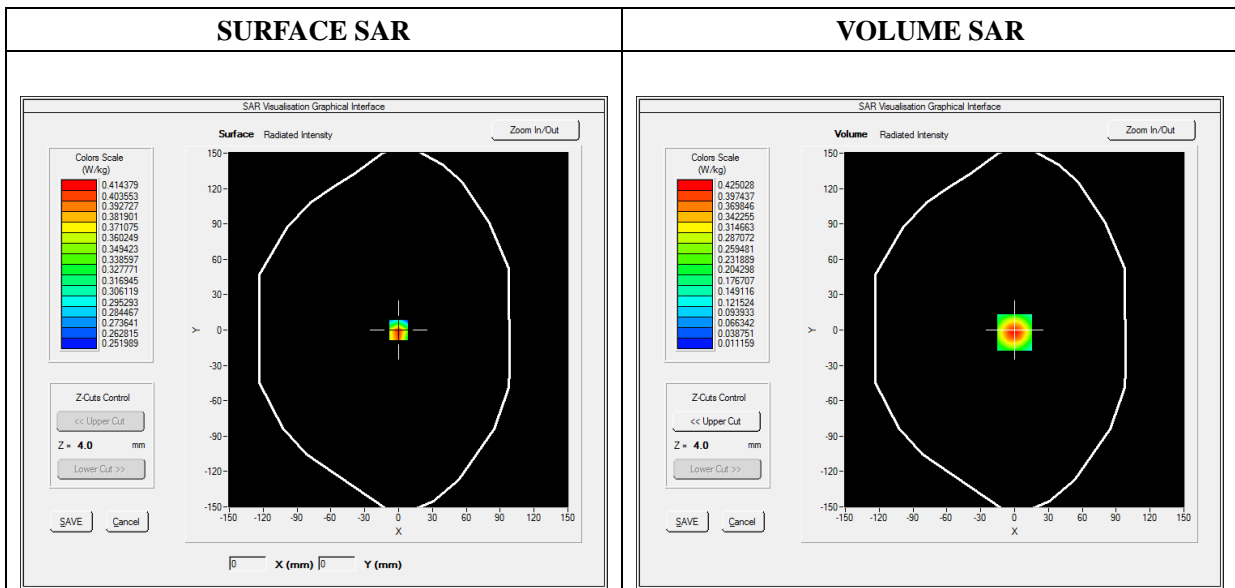 SURFACE SAR
VOLUME SAR
SAR Visualisation Graphical Interface
Surface Radiated Intensity
Zoom In/Out
Colors Scale
(W/kg)
0.414379
0.403553
0.392727
0.381901
0.371075
0.360249
0.349423
0.338597
0.327771
0.316945
0.306119
0.295293
0.284467
0.273641
0.262815
0.251989
Z-Cuts Control
<< Upper Cut
Z = 4.0 mm
Lower Cut >>
SAVE Cancel
150
120
90
60
30
0
-30
-60
-90
-120
-150
Y
-150 -120 -90 -60 -30 0 30 60 90 120 150
X
0 X (mm) 0 Y (mm)
SAR Visualisation Graphical Interface
Volume Radiated Intensity
Zoom In/Out
Colors Scale
(W/kg)
0.425028
0.397437
0.369846
0.342255
0.314663
0.287072
0.259481
0.231889
0.204298
0.176707
0.149116
0.121524
0.093933
0.066342
0.038751
0.011159
Z-Cuts Control
<< Upper Cut
Z = 4.0 mm
Lower Cut >>
SAVE Cancel
150
120
90
60
30
0
-30
-60
-90
-120
-150
Y
-150 -120 -90 -60 -30 0 30 60 90 120 150
X